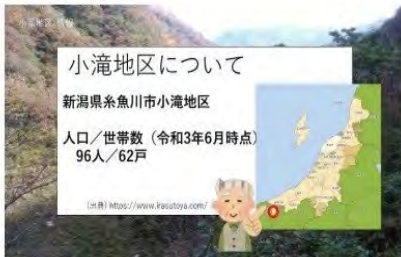 小滝地区について
新潟県糸魚川市小滝地区
人口／世帯数（令和3年6月時点）
96人／62戸
（出典）https://www.irasutoya.com/